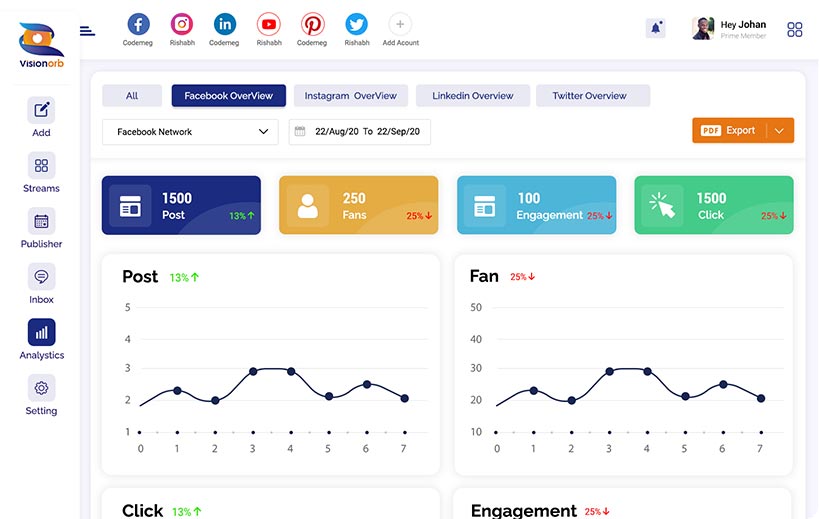 Visionorb
Codemeg
Rishabh
Codemeg
Rishabh
Codemeg
Rishabh
Add Acount
Hey Johan
Prime Member
Add
Streams
Publisher
Inbox
Analystics
Setting
All
Facebook OverView
Instagram OverView
Linkedin Overview
Twitter Overview
Facebook Network
22/Aug/20 To 22/Sep/20
PDF Export
1500
Post 13%↑
250
Fans 25%↓
100
Engagement 25%↓
1500
Click 25%↓
Post 13%↑
5
4
3
2
1
0 1 2 3 4 5 6 7
Fan 25%↓
50
40
30
20
10
0 1 2 3 4 5 6 7
Click 13%↑
Engagement 25%↓